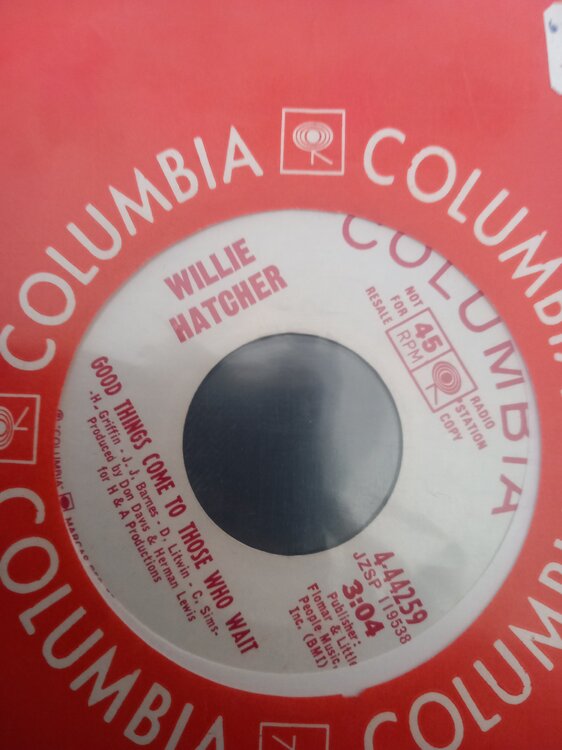 COLUMBIA
COLUMBIA
COLUMBIA
COLUMBIA
COLUMBIA
COLUMBIA
WILLIE
HATCHER
NOT
FOR
RESALE
45
RPM
RADIO
STATION
COPY
GOOD THINGS COME TO THOSE WHO WAIT
-H. Griffin - J. J. Barnes - D. Litwin - C. Sims-
Produced by Don Davis & Herman Lewis
for H & A Productions
4-44259
JZSP 119538
3:04
Publisher:
Flomar & Little
People Music,
Inc. (BMI)